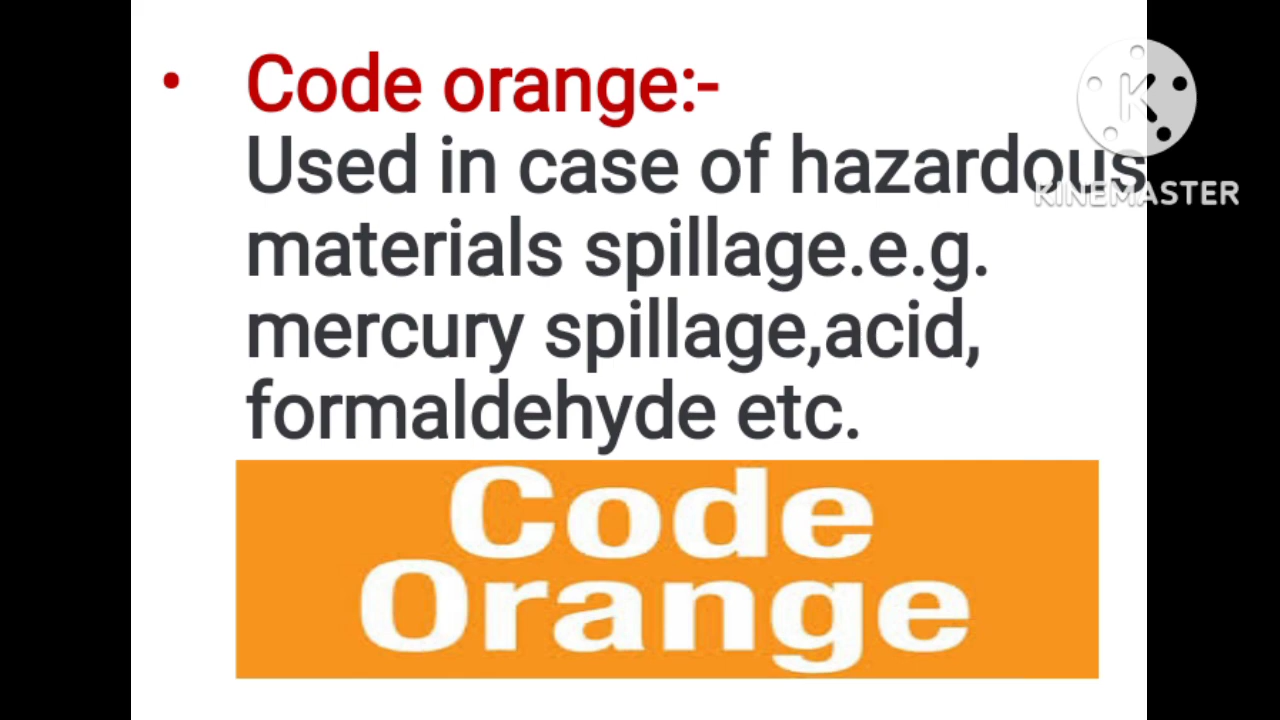 • Code orange:-
Used in case of hazardous
materials spillage.e.g.
mercury spillage,acid,
formaldehyde etc.
Code
Orange
K
KINEMASTER